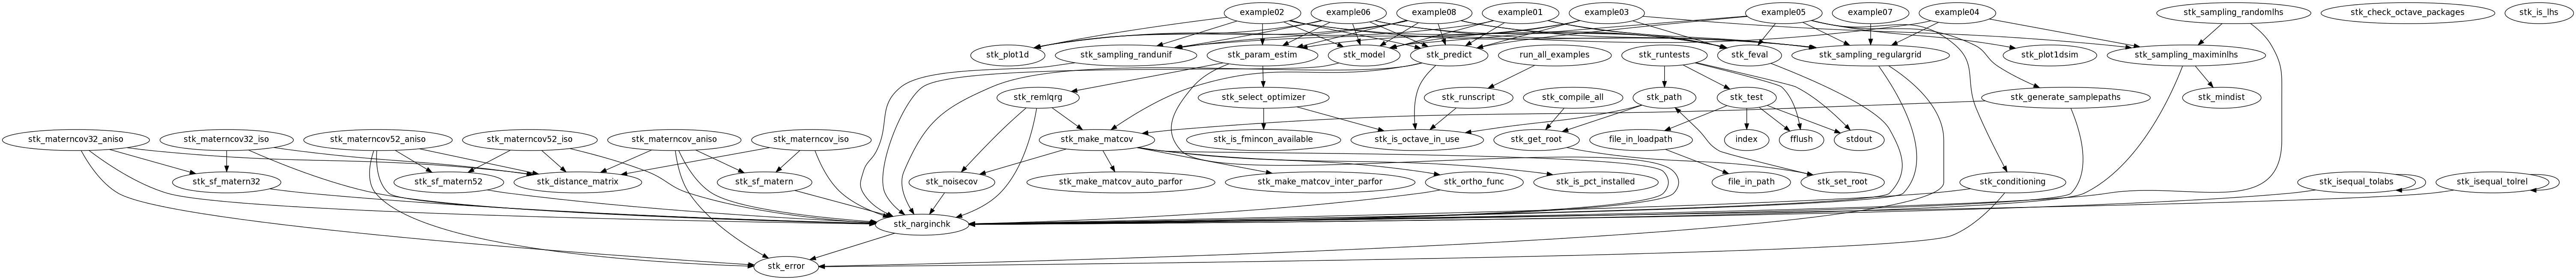 example02
example06
example08
example01
example03
example05
example07
example04
stk_sampling_randomlhs
stk_check_octave_packages
stk_is_lhs
stk_plot1d
stk_sampling_randunif
stk_param_estim
stk_model
stk_predict
run_all_examples
stk_runtests
stk_feval
stk_sampling_regulargrid
stk_plot1dsim
stk_sampling_maximinlhs
stk_remlqrg
stk_select_optimizer
stk_runscript
stk_compile_all
stk_path
stk_test
stk_generate_samplepaths
stk_mindist
stk_materncov32_aniso
stk_materncov32_iso
stk_materncov52_aniso
stk_materncov52_iso
stk_materncov_aniso
stk_materncov_iso
stk_make_matcov
stk_is_fmincon_available
stk_is_octave_in_use
stk_get_root
file_in_loadpath
index
fflush
stdout
stk_sf_matern32
stk_sf_matern52
stk_distance_matrix
stk_sf_matern
stk_noisecov
stk_make_matcov_auto_parfor
stk_make_matcov_inter_parfor
stk_ortho_func
stk_is_pct_installed
file_in_path
stk_set_root
stk_conditioning
stk_isequal_tolabs
stk_isequal_tolrel
stk_narginchk
stk_error